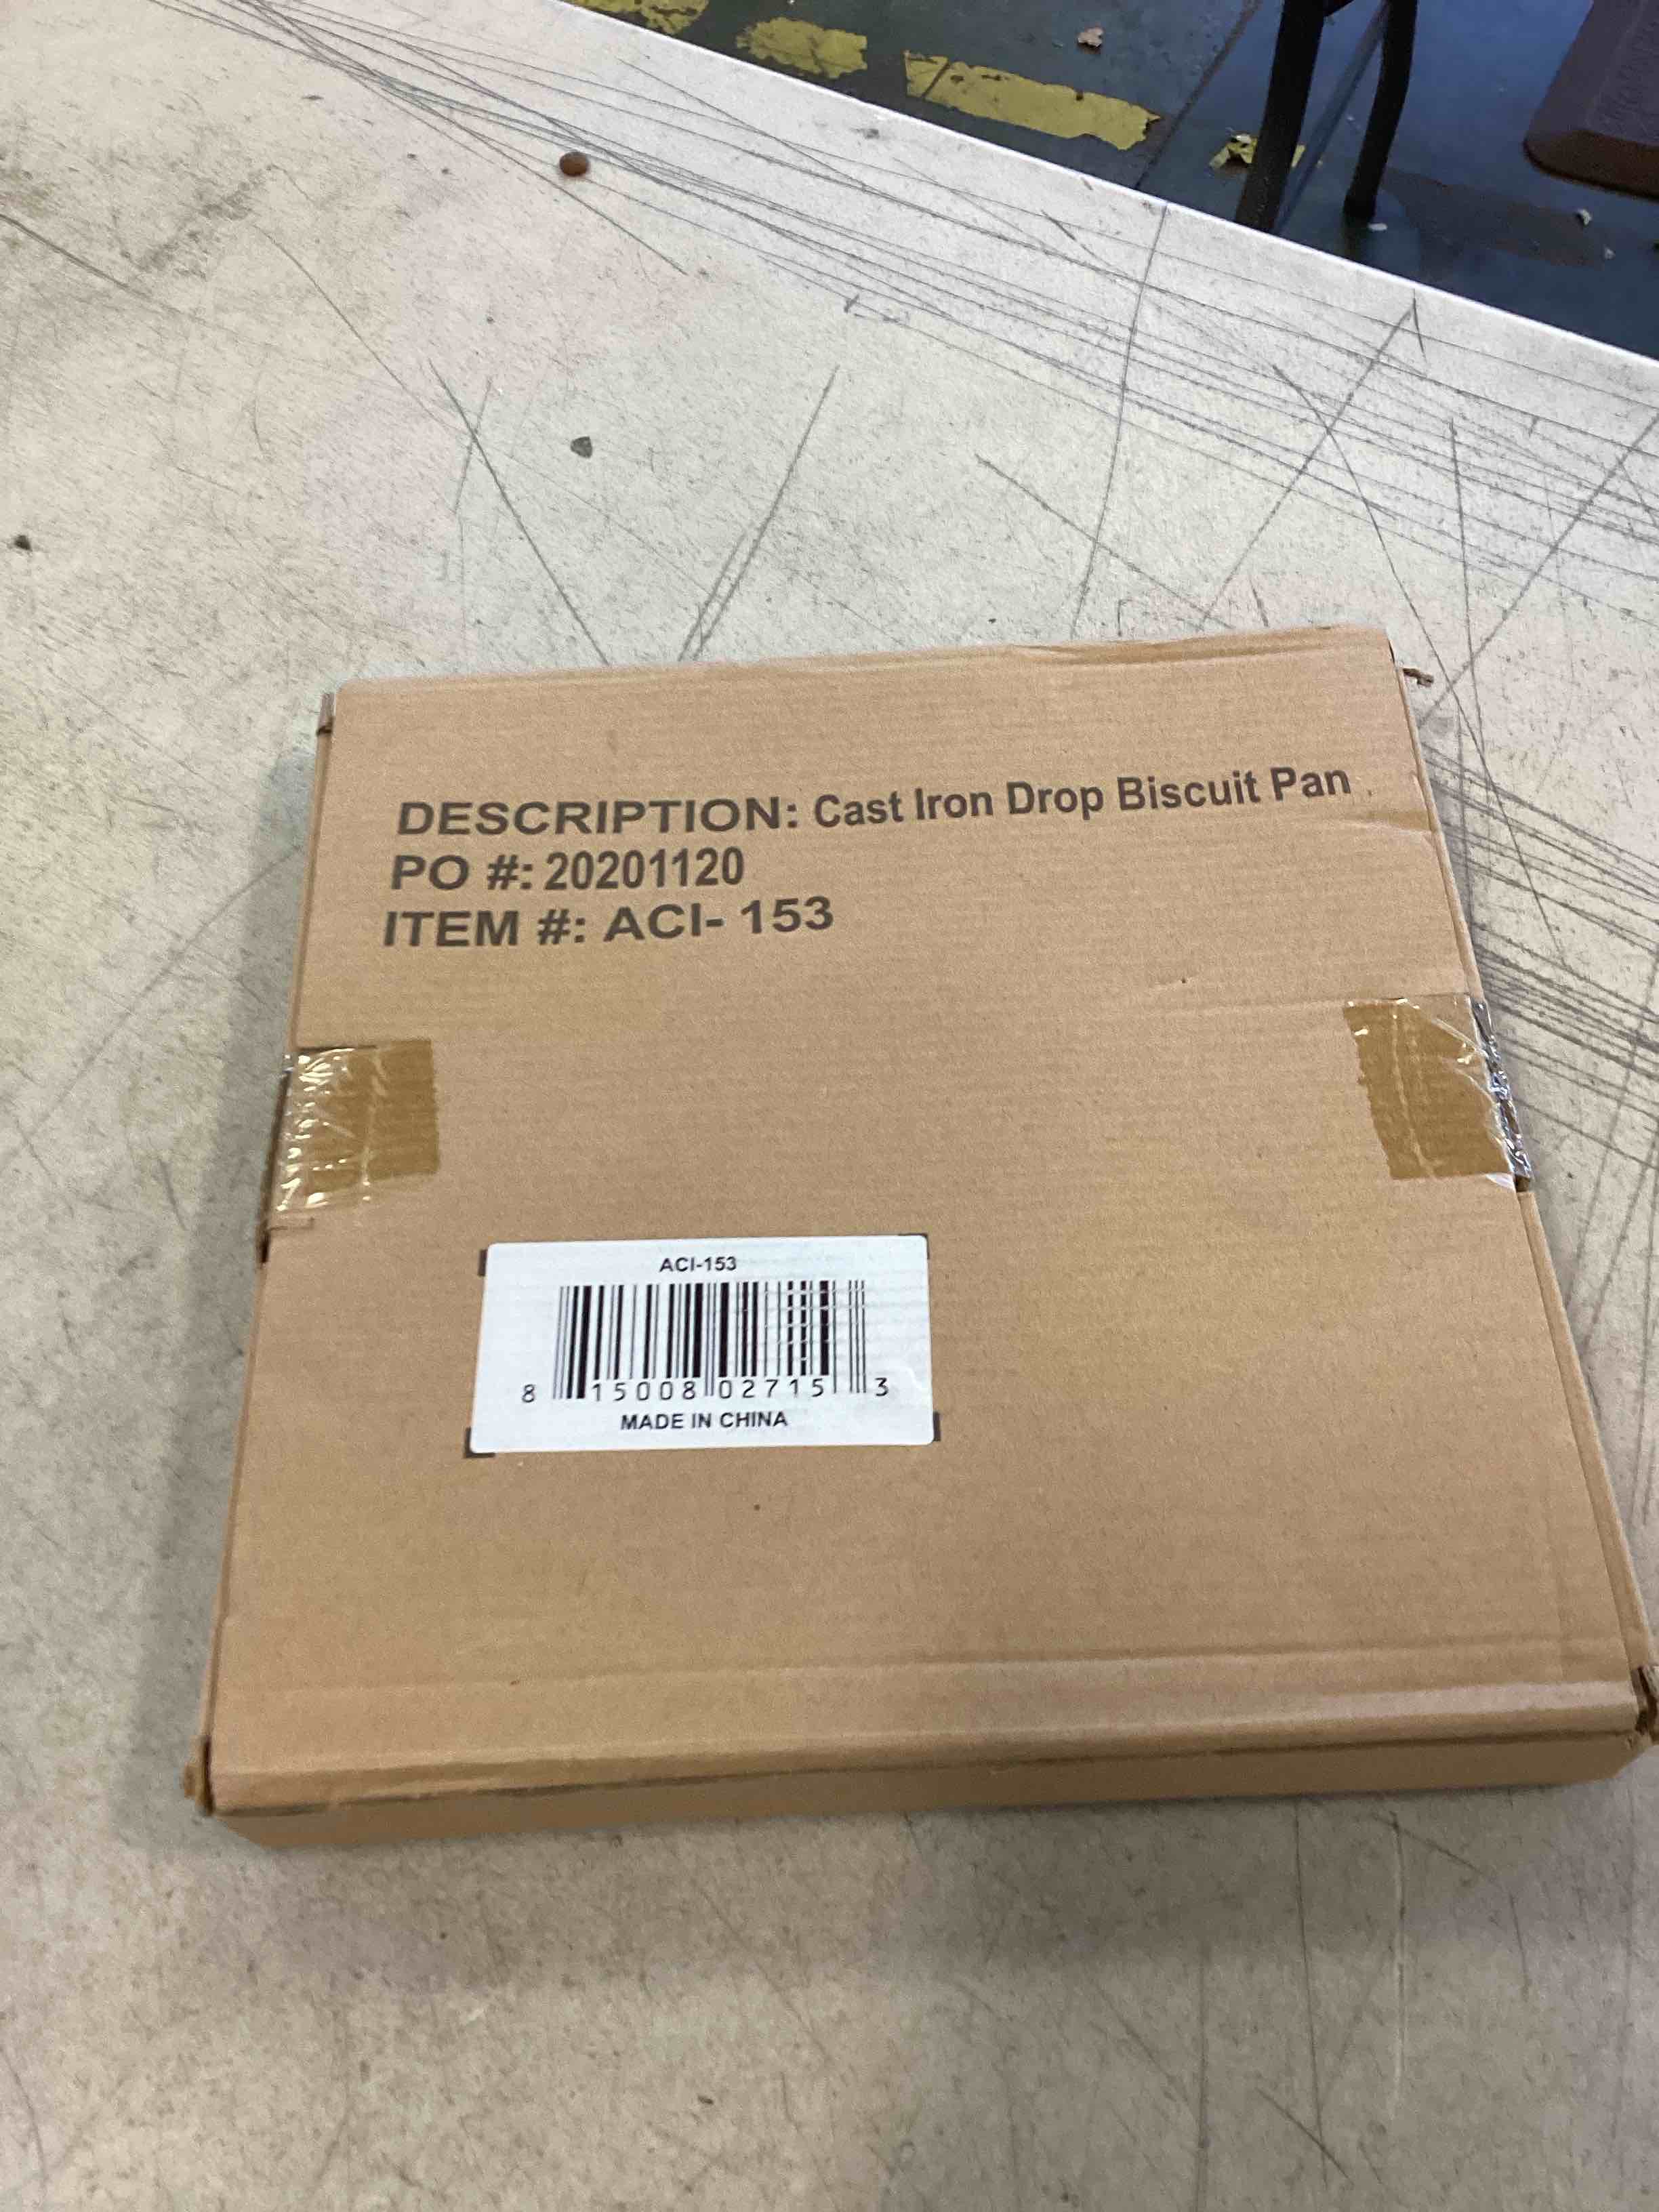 DESCRIPTION: Cast Iron Drop Biscuit Pan
PO #: 20201120
ITEM #: ACI- 153
ACI-153
8 15008 02715 3
MADE IN CHINA